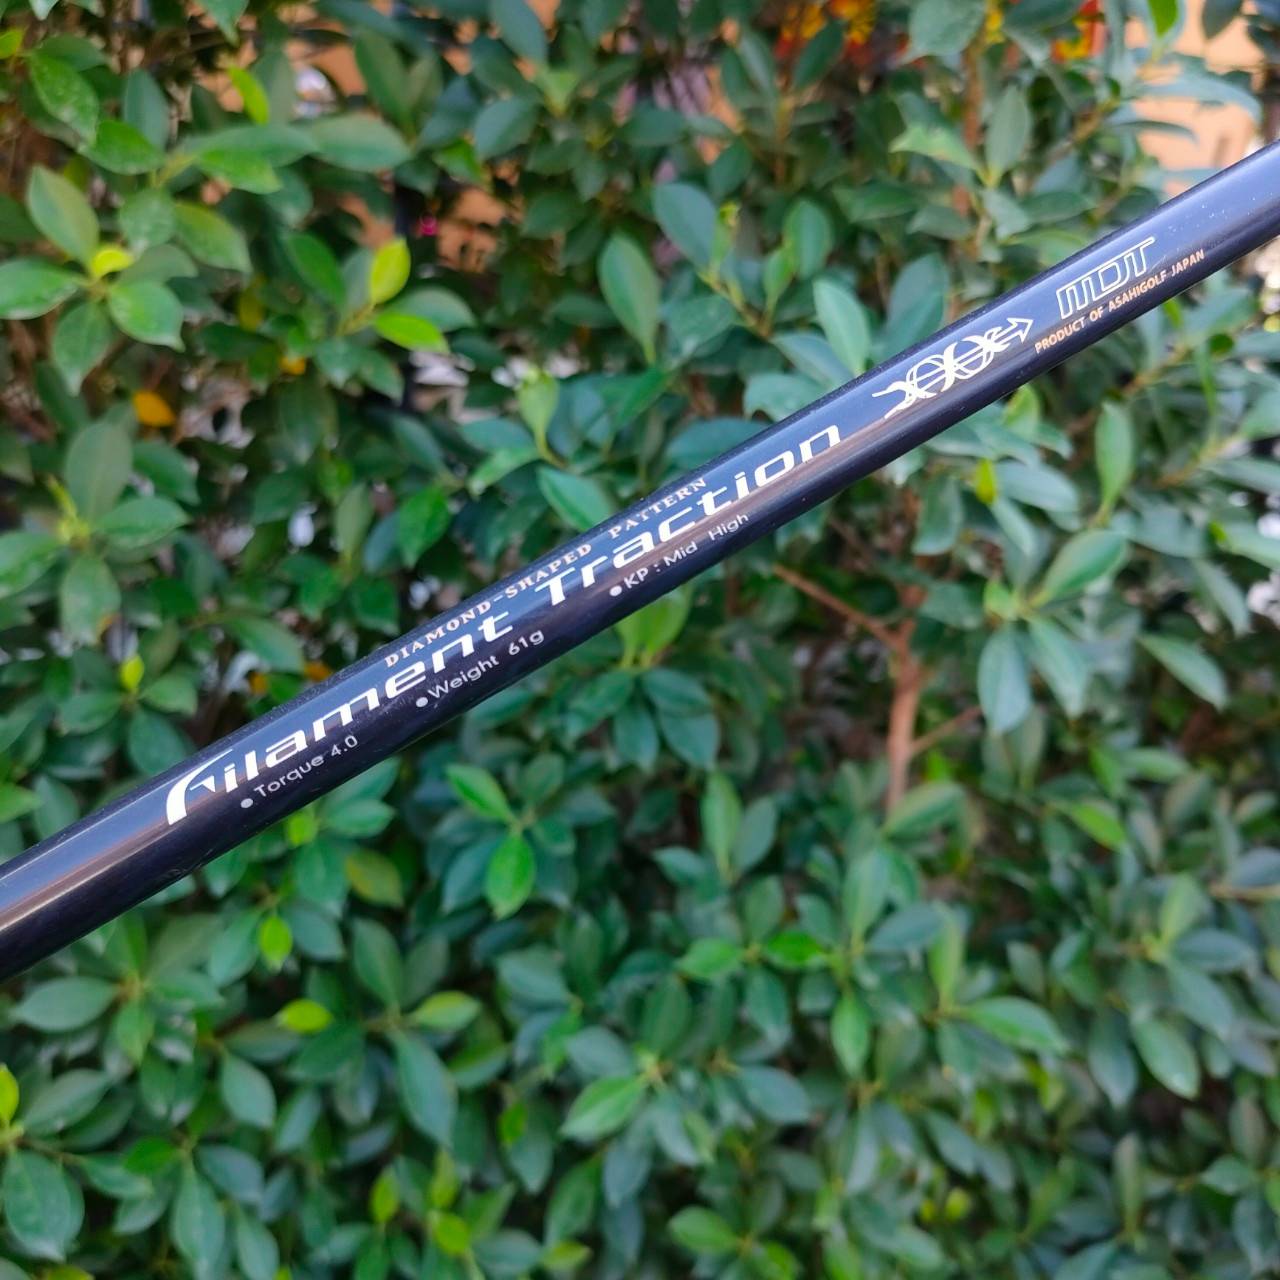 DIAMOND-SHAPED PATTERN
Filament Traction
•Torque 4.0 •Weight 61g •KP : Mid High
MDT
PRODUCT OF ASAHIGOLF JAPAN